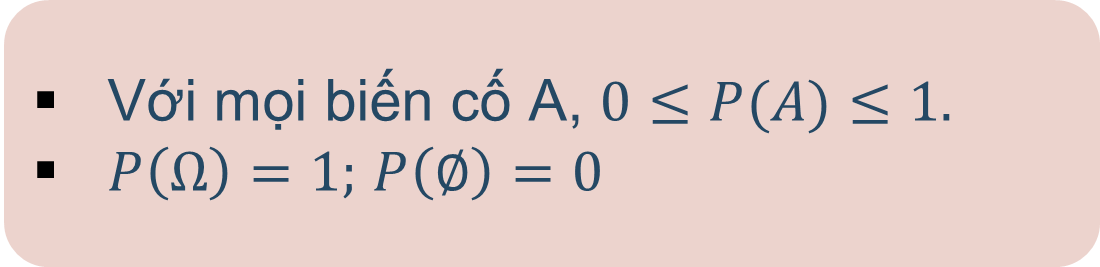 ▪ Với mọi biến cố A, 0 ≤ P(A) ≤ 1.
▪ P(Ω) = 1; P(∅) = 0